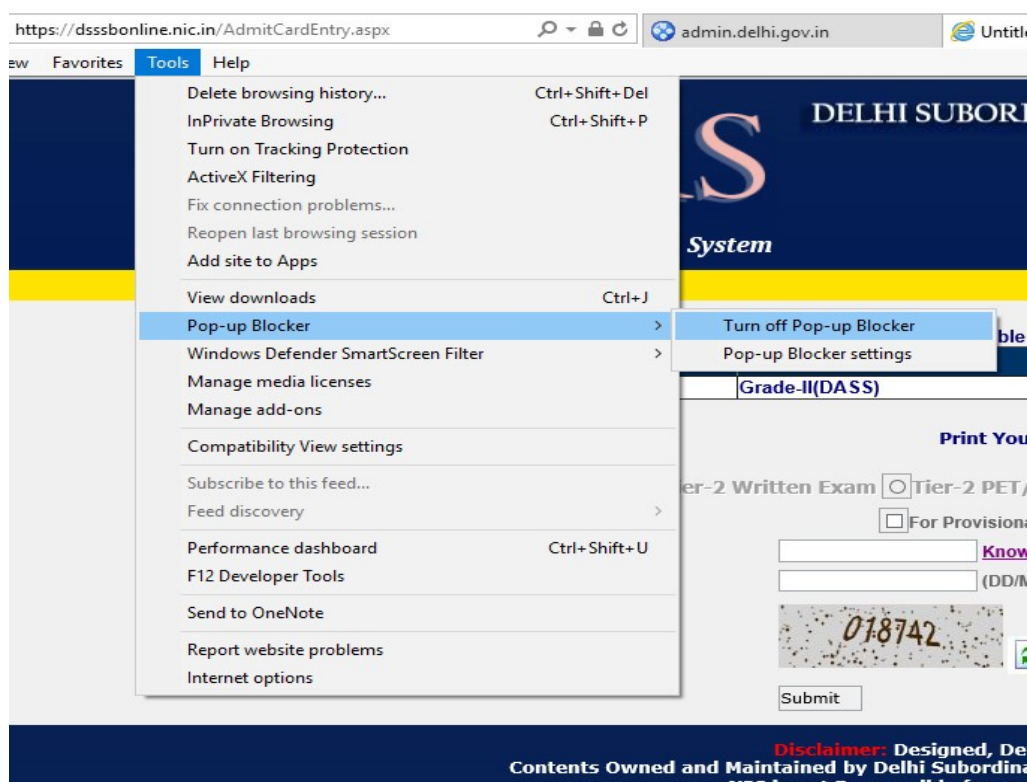 https://dsssbonline.nic.in/AdmitCardEntry.aspx
admin.delhi.gov.in
Untitle
ew Favorites Tools Help
Delete browsing history... Ctrl+Shift+Del
InPrivate Browsing Ctrl+Shift+P
Turn on Tracking Protection
ActiveX Filtering
Fix connection problems...
Reopen last browsing session
Add site to Apps
View downloads Ctrl+J
Pop-up Blocker
Windows Defender SmartScreen Filter
Manage media licenses
Manage add-ons
Compatibility View settings
Subscribe to this feed...
Feed discovery
Performance dashboard Ctrl+Shift+U
F12 Developer Tools
Send to OneNote
Report website problems
Internet options
Turn off Pop-up Blocker
Pop-up Blocker settings
DELHI SUBORI
S
System
ble
Grade-II(DASS)
Print You
er-2 Written Exam Tier-2 PET/
For Provisiona
Know
(DD/M
018742
Submit
Disclaimer: Designed, De
Contents Owned and Maintained by Delhi Subordina